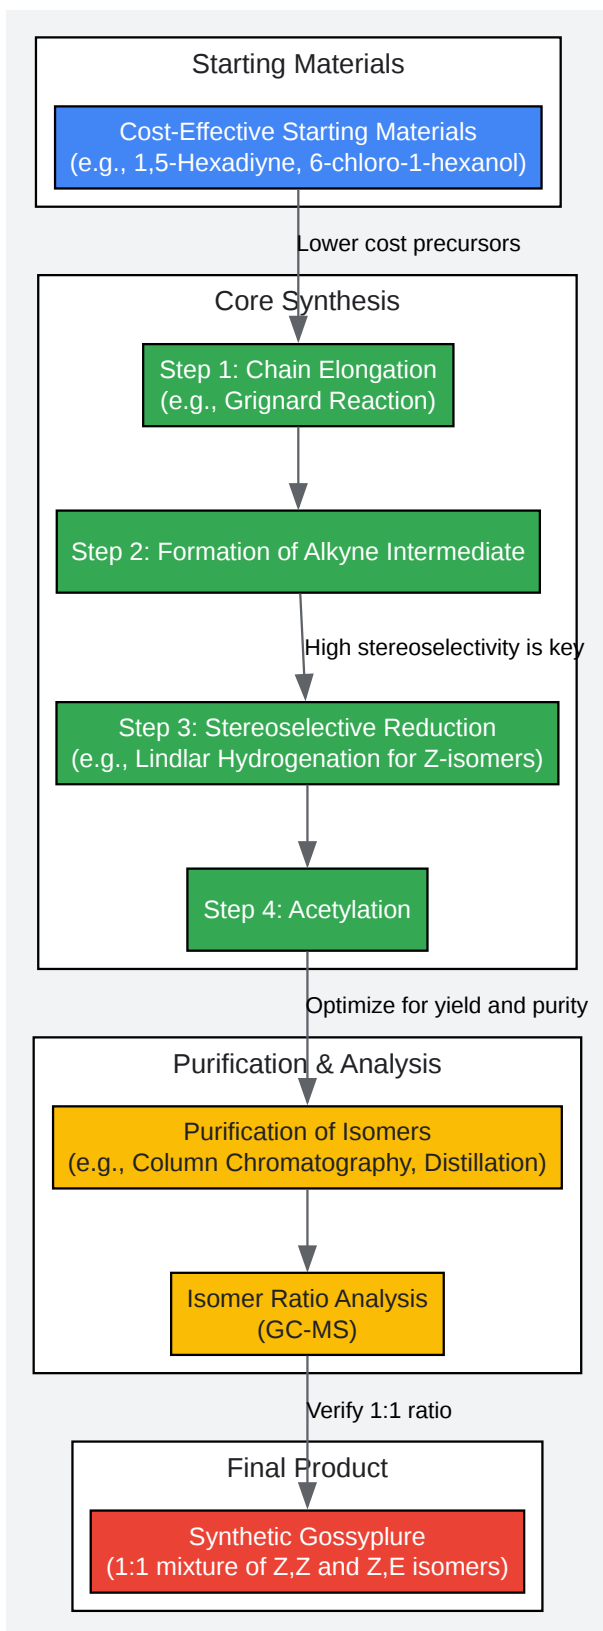 Starting Materials
Cost-Effective Starting Materials
(e.g., 1,5-Hexadiyne, 6-chloro-1-hexanol)
Lower cost precursors
Core Synthesis
Step 1: Chain Elongation
(e.g., Grignard Reaction)
Step 2: Formation of Alkyne Intermediate
High stereoselectivity is key
Step 3: Stereoselective Reduction
(e.g., Lindlar Hydrogenation for Z-isomers)
Step 4: Acetylation
Optimize for yield and purity
Purification & Analysis
Purification of Isomers
(e.g., Column Chromatography, Distillation)
Isomer Ratio Analysis
(GC-MS)
Verify 1:1 ratio
Final Product
Synthetic Gossyplure
(1:1 mixture of Z,Z and Z,E isomers)